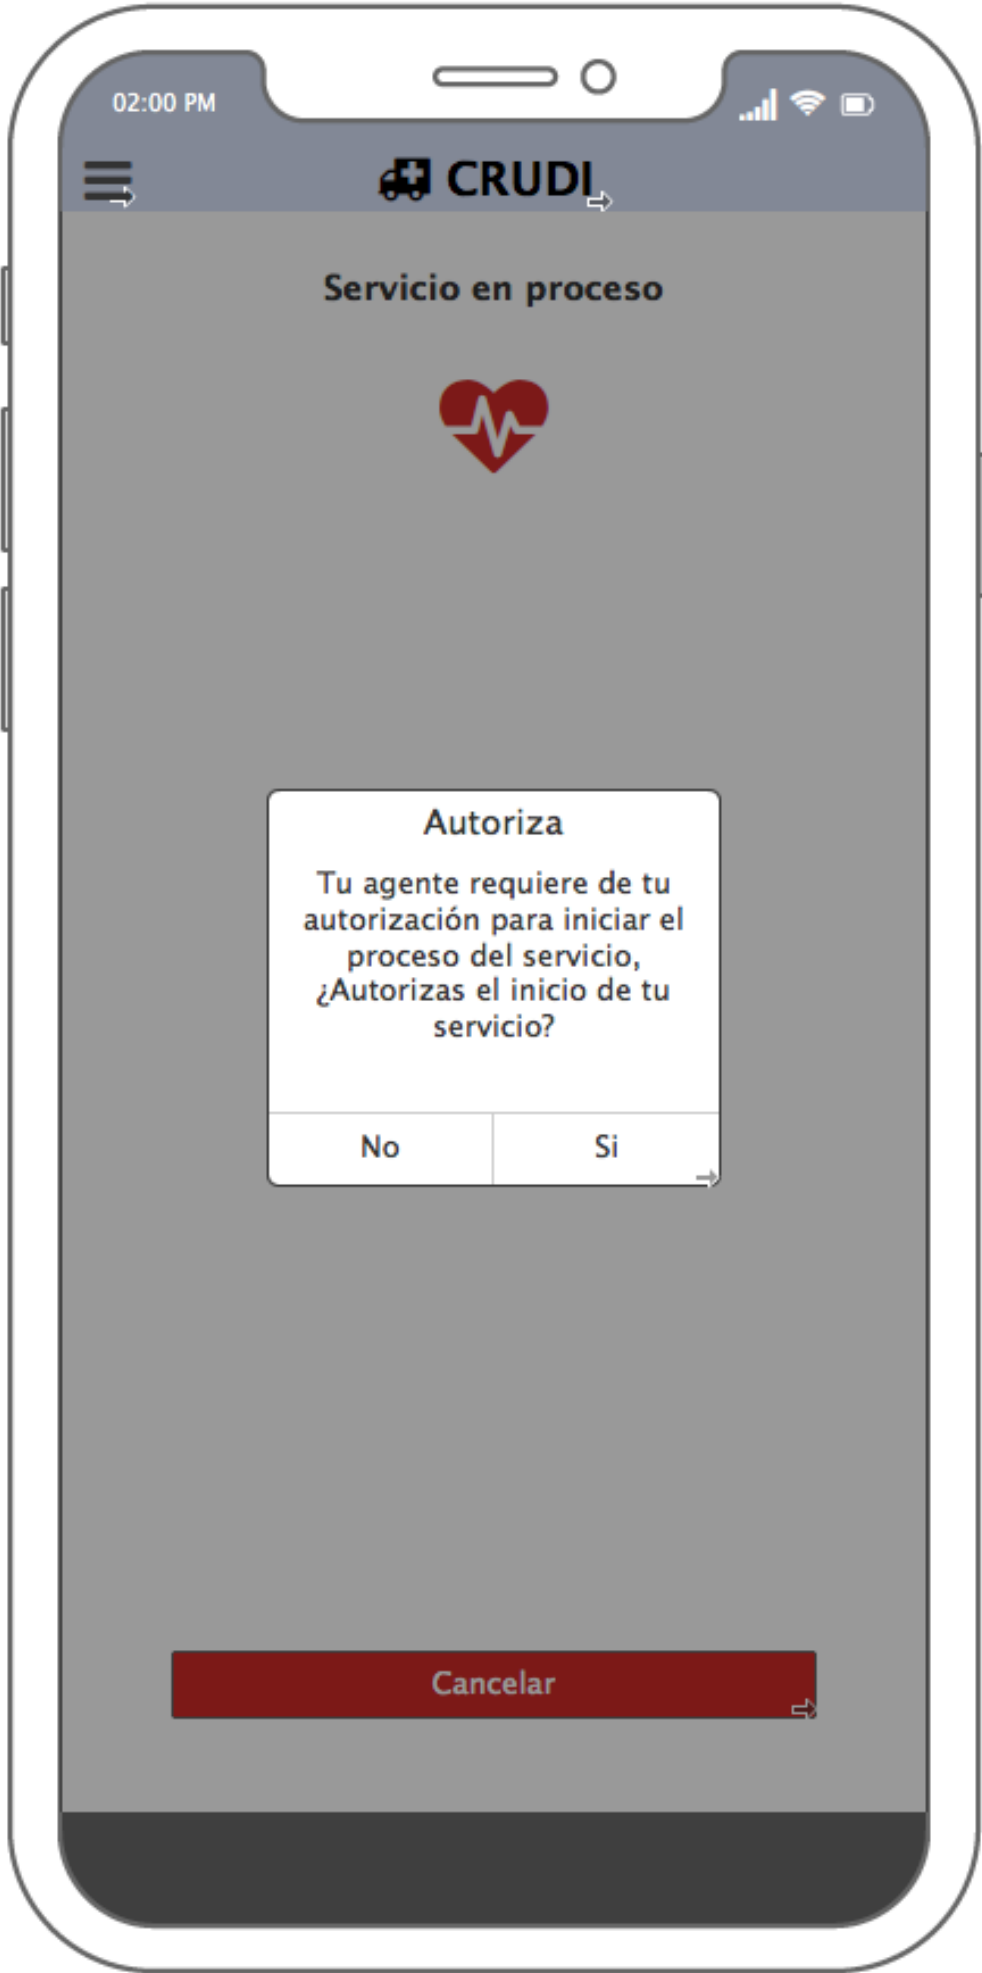 02:00 PM
CRUDI
Servicio en proceso
Autoriza
Tu agente requiere de tu
autorización para iniciar el
proceso del servicio,
¿Autorizas el inicio de tu
servicio?
No
Si
Cancelar